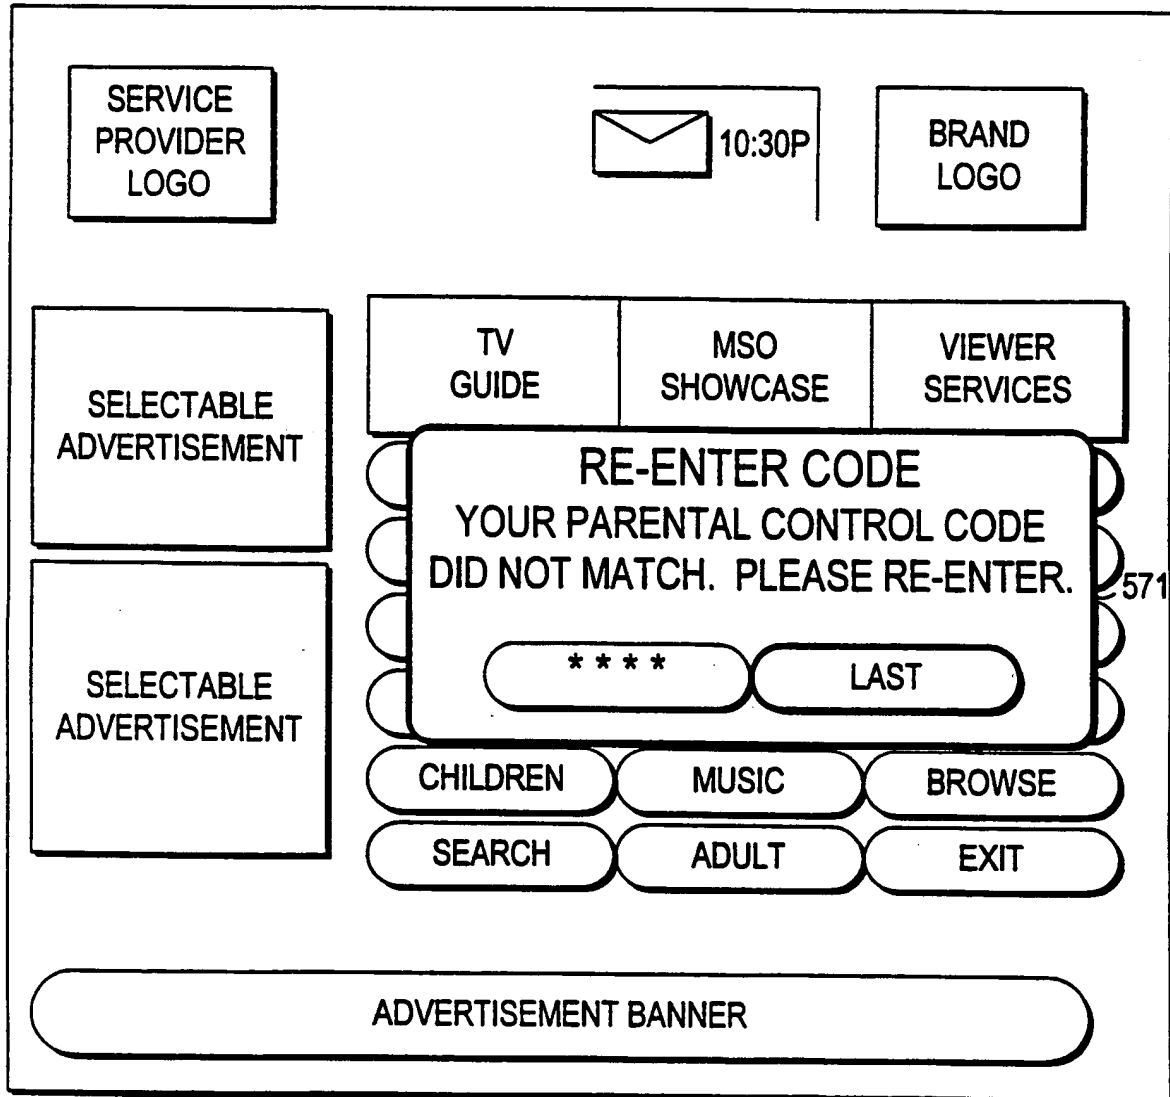 SERVICE
PROVIDER
LOGO
10:30P
BRAND
LOGO
SELECTABLE
ADVERTISEMENT
TV
GUIDE
MSO
SHOWCASE
VIEWER
SERVICES
RE-ENTER CODE
YOUR PARENTAL CONTROL CODE
DID NOT MATCH. PLEASE RE-ENTER.
571
* * * *
LAST
SELECTABLE
ADVERTISEMENT
CHILDREN
MUSIC
BROWSE
SEARCH
ADULT
EXIT
ADVERTISEMENT BANNER